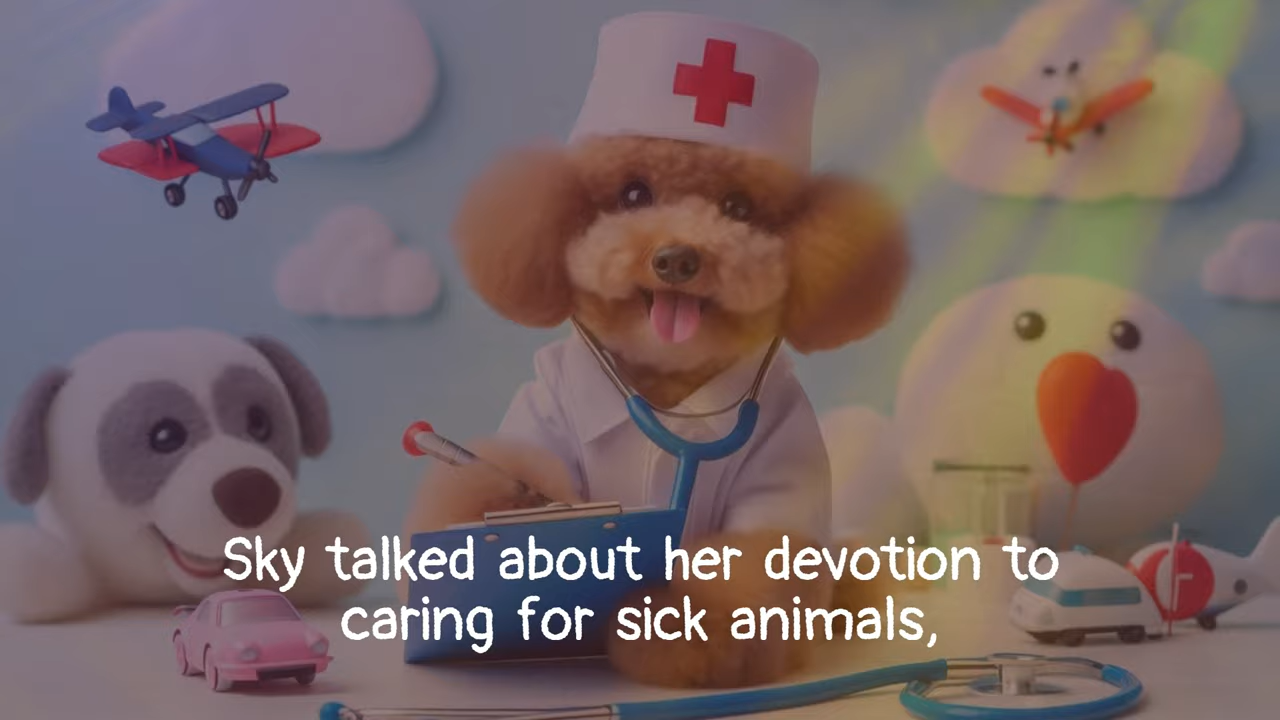 Sky talked about her devotion to
caring for sick animals,